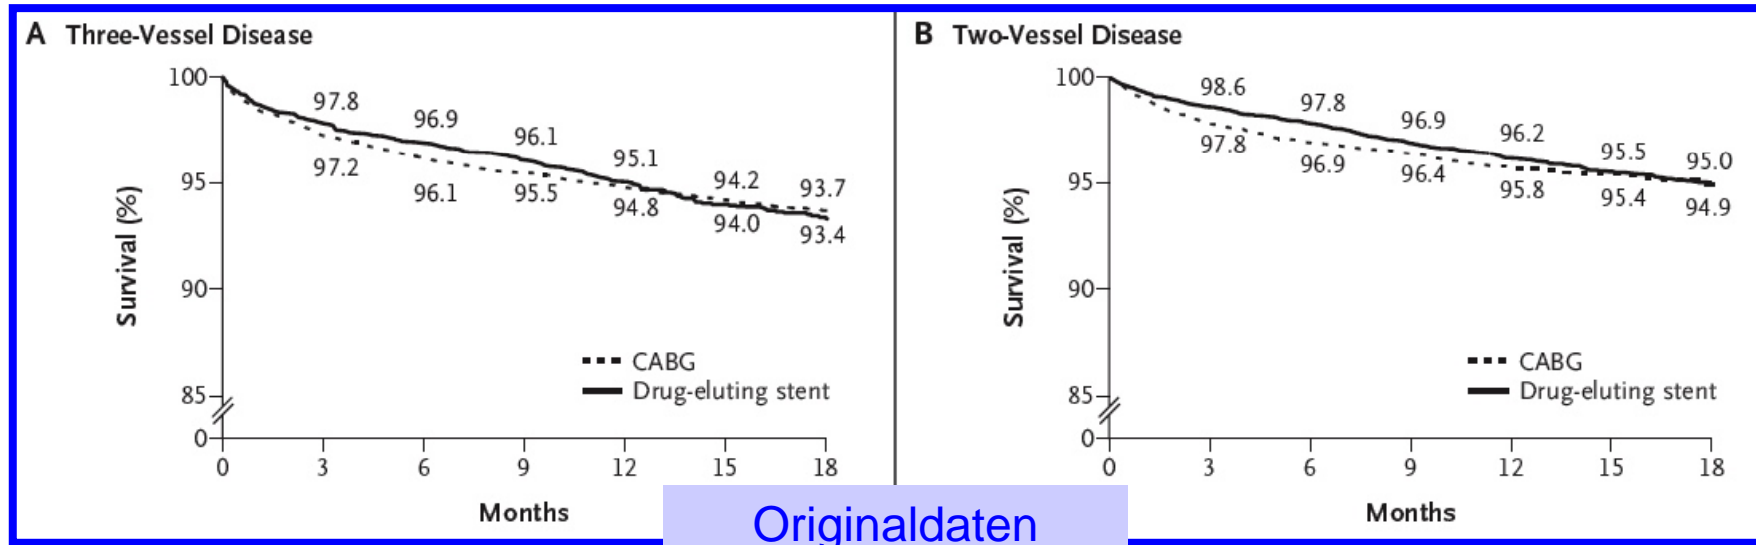 A Three-Vessel Disease
Survival (%)
100
95
90
85
0
97.8
96.9
96.1
95.1
94.2
93.7
97.2
96.1
95.5
94.8
94.0
93.4
CABG
Drug-eluting stent
0 3 6 9 12 15 18
Months
B Two-Vessel Disease
Survival (%)
100
95
90
85
0
98.6
97.8
96.9
96.2
95.5
95.0
97.8
96.9
96.4
95.8
95.4
94.9
CABG
Drug-eluting stent
0 3 6 9 12 15 18
Months
Originaldaten